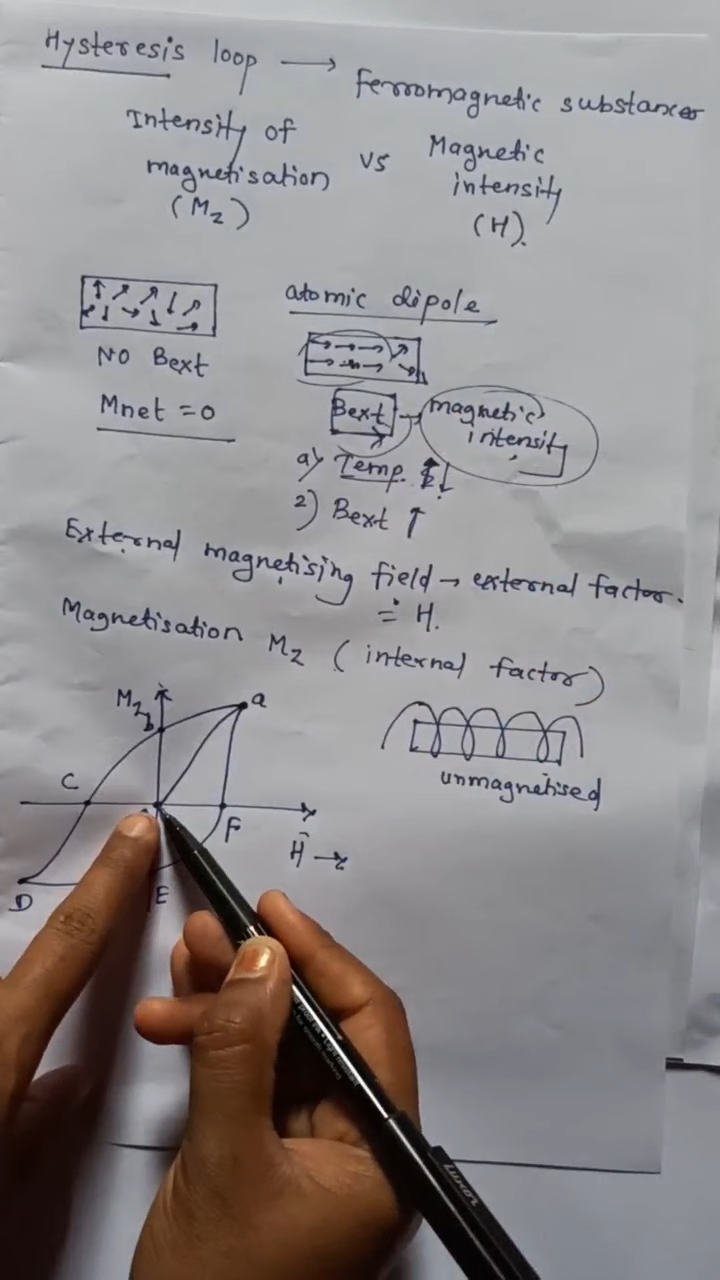 Hysteresis loop → Ferromagnetic substances
Intensity of
magnetisation
(Mz)
vs
Magnetic
intensity
(H).
NO Bext
Mnet = 0
atomic dipole
Bext
magnetic
intensity
a) Temp. ↓
2) Bext ↑
External magnetising field → external factor.
= H.
Magnetisation Mz (internal factor)
unmagnetised
Mz
b
a
C
F
H →
D
E
LUXOR